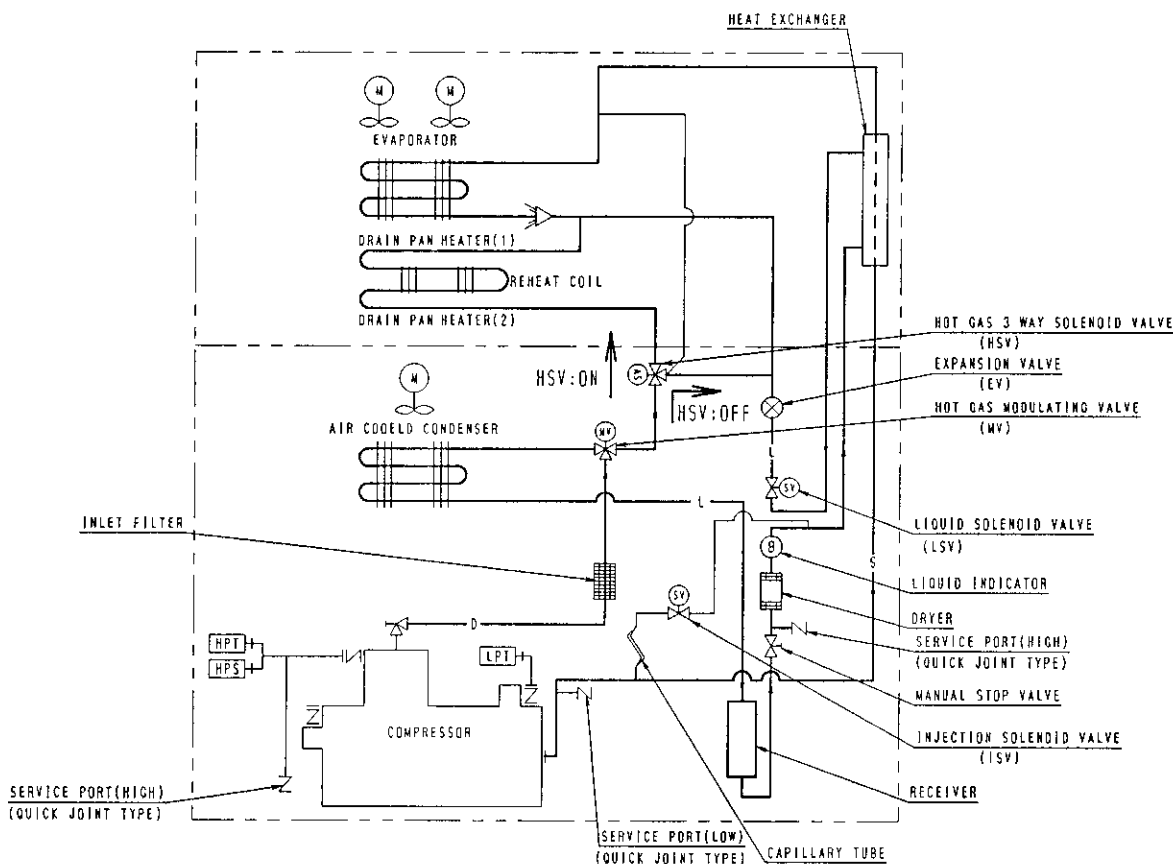 HEAT EXCHANGER
M
M
EVAPORATOR
DRAIN PAN HEATER(1)
REHEAT COIL
DRAIN PAN HEATER(2)
HOT GAS 3 WAY SOLENOID VALVE
(HSV)
HSV:ON
SV
EXPANSION VALVE
(EV)
M
HSV:OFF
HOT GAS MODULATING VALVE
(MV)
AIR COOELD CONDENSER
MV
L
SV
L
INLET FILTER
LIQUID SOLENOID VALVE
(LSV)
S
LIQUID INDICATOR
SV
DRYER
D
SERVICE PORT(HIGH)
(QUICK JOINT TYPE)
HPT
HPS
LPT
MANUAL STOP VALVE
COMPRESSOR
INJECTION SOLENOID VALVE
(ISV)
RECEIVER
SERVICE PORT(HIGH)
(QUICK JOINT TYPE)
SERVICE PORT(LOW)
(QUICK JOINT TYPE)
CAPILLARY TUBE